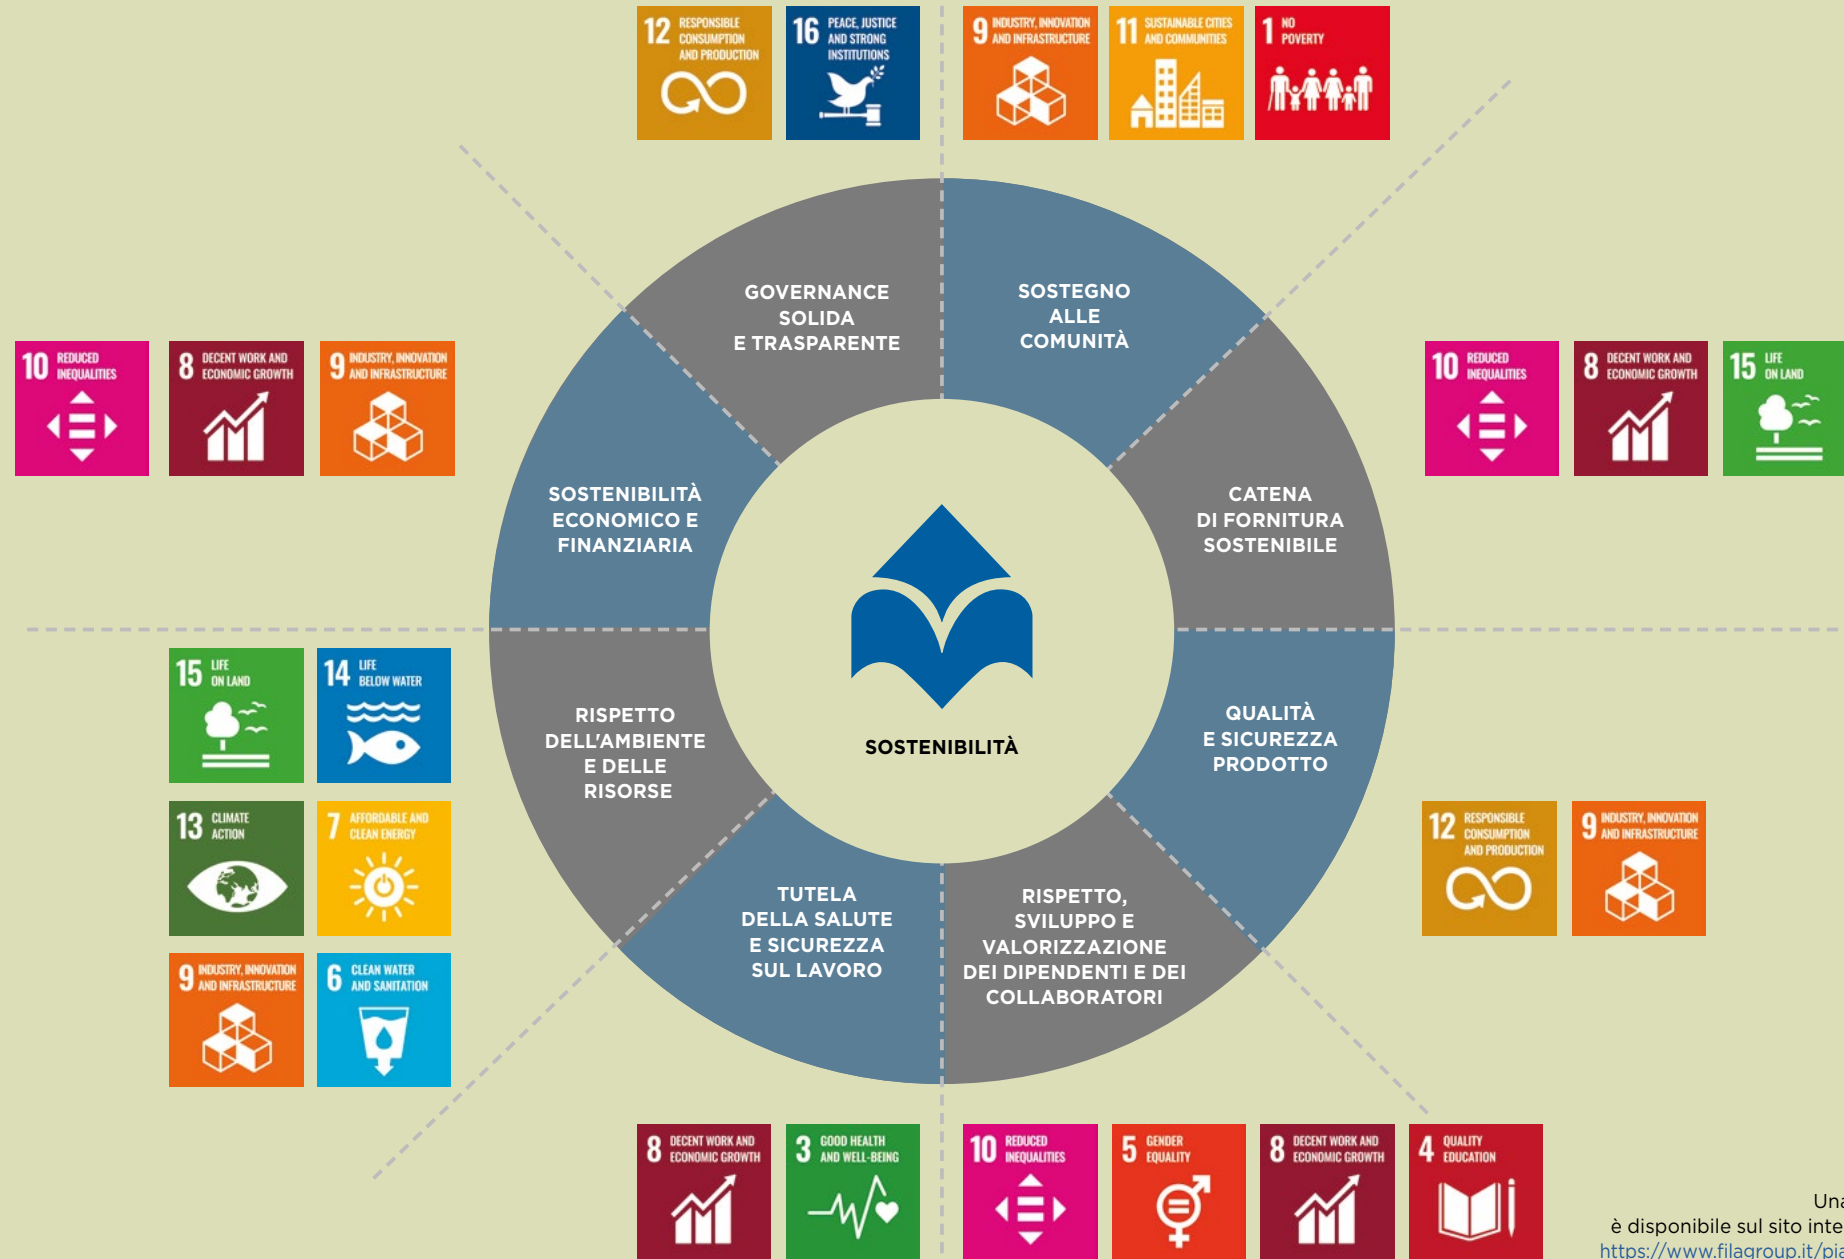 12 RESPONSIBLE
CONSUMPTION
AND PRODUCTION
16 PEACE, JUSTICE
AND STRONG
INSTITUTIONS
9 INDUSTRY, INNOVATION
AND INFRASTRUCTURE
11 SUSTAINABLE CITIES
AND COMMUNITIES
1 NO
POVERTY
GOVERNANCE
SOLIDA
E TRASPARENTE
SOSTEGNO
ALLE
COMUNITÀ
10 REDUCED
INEQUALITIES
8 DECENT WORK AND
ECONOMIC GROWTH
9 INDUSTRY, INNOVATION
AND INFRASTRUCTURE
10 REDUCED
INEQUALITIES
8 DECENT WORK AND
ECONOMIC GROWTH
15 LIFE
ON LAND
SOSTENIBILITÀ
ECONOMICO E
FINANZIARIA
CATENA
DI FORNITURA
SOSTENIBILE
SOSTENIBILITÀ
15 LIFE
ON LAND
14 LIFE
BELOW WATER
13 CLIMATE
ACTION
7 AFFORDABLE AND
CLEAN ENERGY
9 INDUSTRY, INNOVATION
AND INFRASTRUCTURE
6 CLEAN WATER
AND SANITATION
RISPETTO
DELL'AMBIENTE
E DELLE
RISORSE
QUALITÀ
E SICUREZZA
PRODOTTO
12 RESPONSIBLE
CONSUMPTION
AND PRODUCTION
9 INDUSTRY, INNOVATION
AND INFRASTRUCTURE
TUTELA
DELLA SALUTE
E SICUREZZA
SUL LAVORO
RISPETTO,
SVILUPPO E
VALORIZZAZIONE
DEI DIPENDENTI E DEI
COLLABORATORI
8 DECENT WORK AND
ECONOMIC GROWTH
3 GOOD HEALTH
AND WELL-BEING
10 REDUCED
INEQUALITIES
5 GENDER
EQUALITY
8 DECENT WORK AND
ECONOMIC GROWTH
4 QUALITY
EDUCATION
Una
è disponibile sul sito inte
https://www.filagroup.it/pia